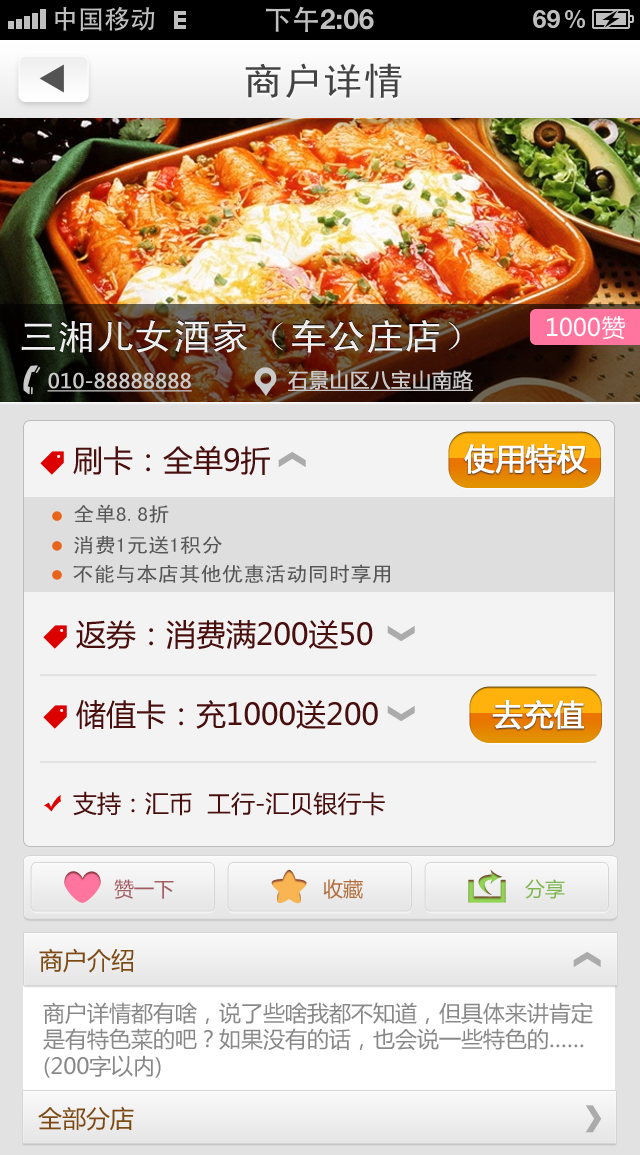 中国移动 E 下午2:06 69%
商户详情
三湘儿女酒家（车公庄店）
1000赞
010-88888888 石景山区八宝山南路
刷卡：全单9折 使用特权
全单8.8折
消费1元送1积分
不能与本店其他优惠活动同时享用
返券：消费满200送50
储值卡：充1000送200 去充值
支持：汇币 工行-汇贝银行卡
赞一下 收藏 分享
商户介绍
商户详情都有啥，说了些啥我都不知道，但具体来讲肯定
是有特色菜的吧？如果没有的话，也会说一些特色的......
(200字以内)
全部分店